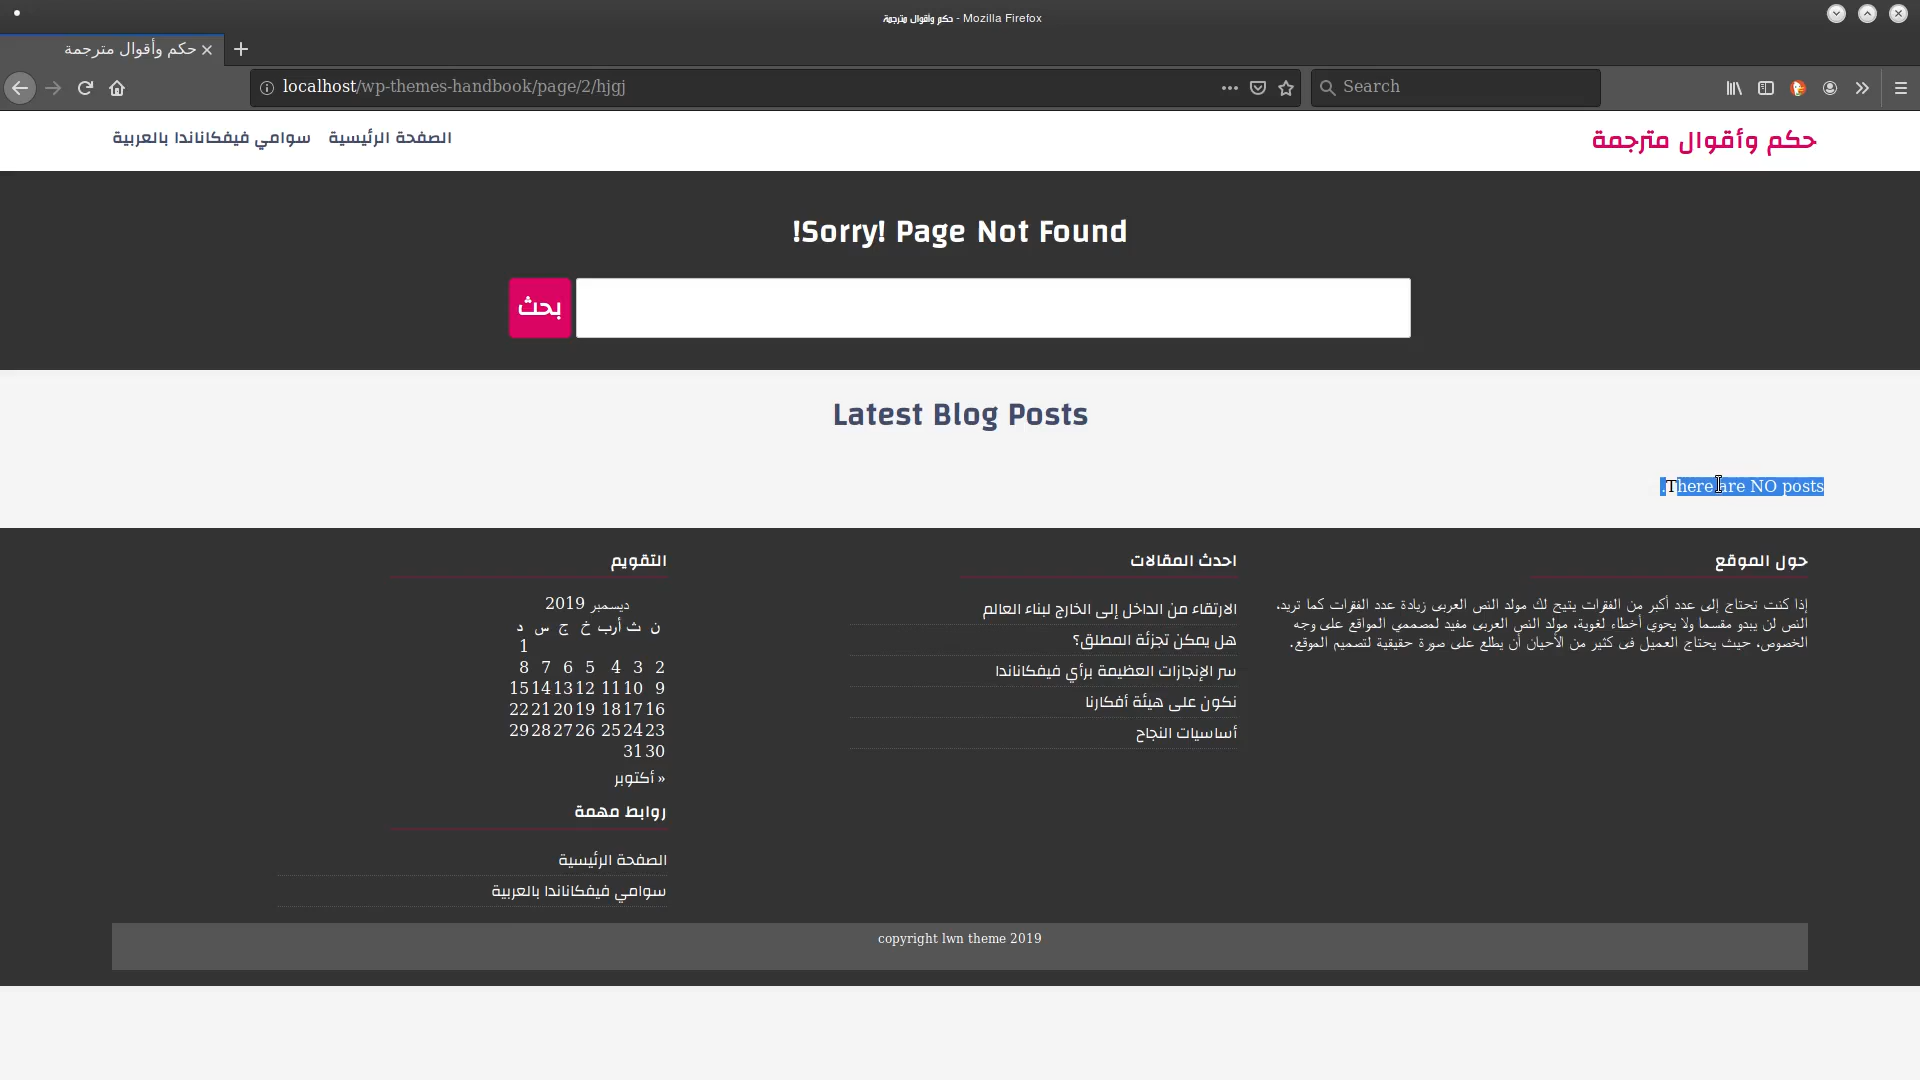 حكم وأقوال مترجمة - Mozilla Firefox
حكم وأقوال مترجمة
localhost/wp-themes-handbook/page/2/hjgj
Search
حكم وأقوال مترجمة
الصفحة الرئيسية
سوامي فيفكاناندا بالعربية
!Sorry! Page Not Found
بحث
Latest Blog Posts
.There are NO posts
حول الموقع
إذا كنت تحتاج إلى عدد أكبر من الفقرات يتيح لك مولد النص العربى زيادة عدد الفقرات كما تريد،
النص لن يبدو مقسما ولا يحوي أخطاء لغوية، مولد النص العربى مفيد لمصممي المواقع على وجه
الخصوص، حيث يحتاج العميل فى كثير من الأحيان أن يطلع على صورة حقيقية لتصميم الموقع.
احدث المقالات
الارتقاء من الداخل إلى الخارج لبناء العالم
هل يمكن تجزئة المطلق؟
سر الإنجازات العظيمة برأي فيفكاناندا
نكون على هيئة أفكارنا
أساسيات النجاح
التقويم
ديسمبر 2019
ن ث أرب خ ج س د
1
2 3 4 5 6 7 8
9 10 11 12 13 14 15
16 17 18 19 20 21 22
23 24 25 26 27 28 29
30 31
« أكتوبر
روابط مهمة
الصفحة الرئيسية
سوامي فيفكاناندا بالعربية
copyright lwn theme 2019